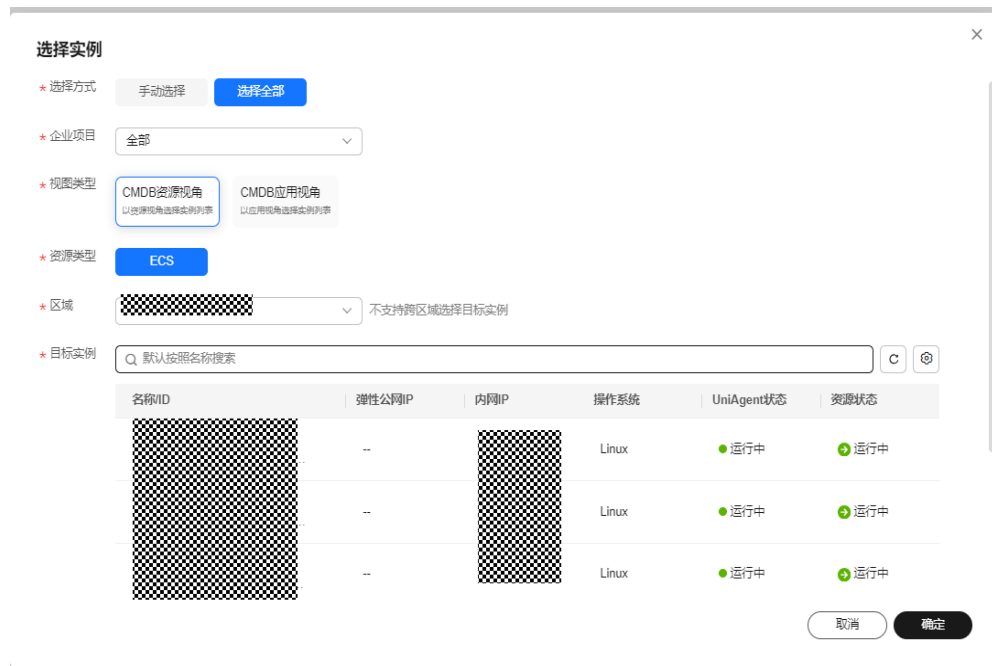 选择实例
* 选择方式 手动选择 选择全部
* 企业项目 全部
* 视图类型 CMDB资源视角 CMDB应用视角
以资源视角选择实例列表 以应用视角选择实例列表
* 资源类型 ECS
* 区域 不支持跨区域选择目标实例
* 目标实例 默认按照名称搜索
名称/ID 弹性公网IP 内网IP 操作系统 UniAgent状态 资源状态
-- Linux 运行中 运行中
-- Linux 运行中 运行中
-- Linux 运行中 运行中
取消 确定